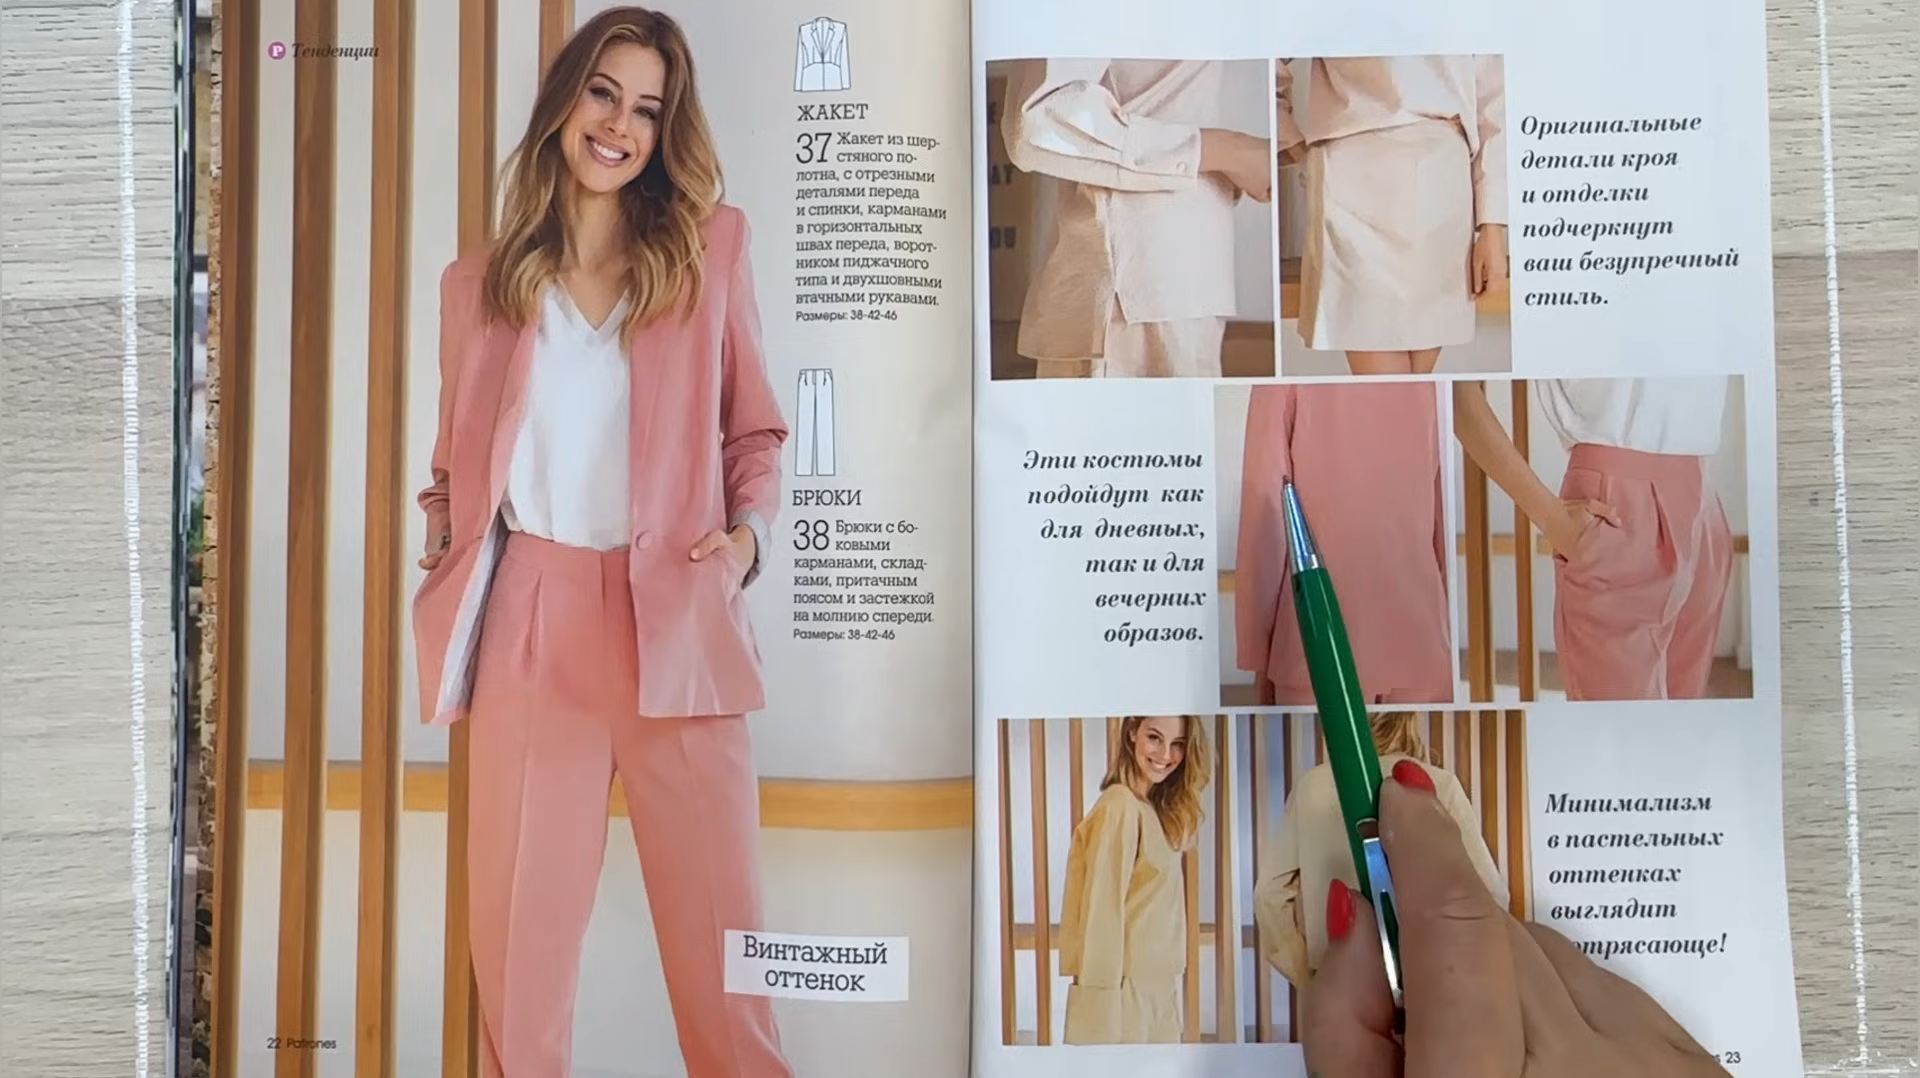 P Тенденции
ЖАКЕТ
37 Жакет из шер-
стяного по-
лотна, с отрезными
деталями переда
и спинки, карманами
в горизонтальных
швах переда, ворот-
ником пиджачного
типа и двухшовными
втачными рукавами.
Размеры: 38-42-46
БРЮКИ
38 Брюки с бо-
ковыми
карманами, склад-
ками, притачным
поясом и застежкой
на молнию спереди.
Размеры: 38-42-46
Винтажный
оттенок
22 Patrones
Оригинальные
детали кроя
и отделки
подчеркнут
ваш безупречный
стиль.
Эти костюмы
подойдут как
для дневных,
так и для
вечерних
образов.
Минимализм
в пастельных
оттенках
выглядит
23